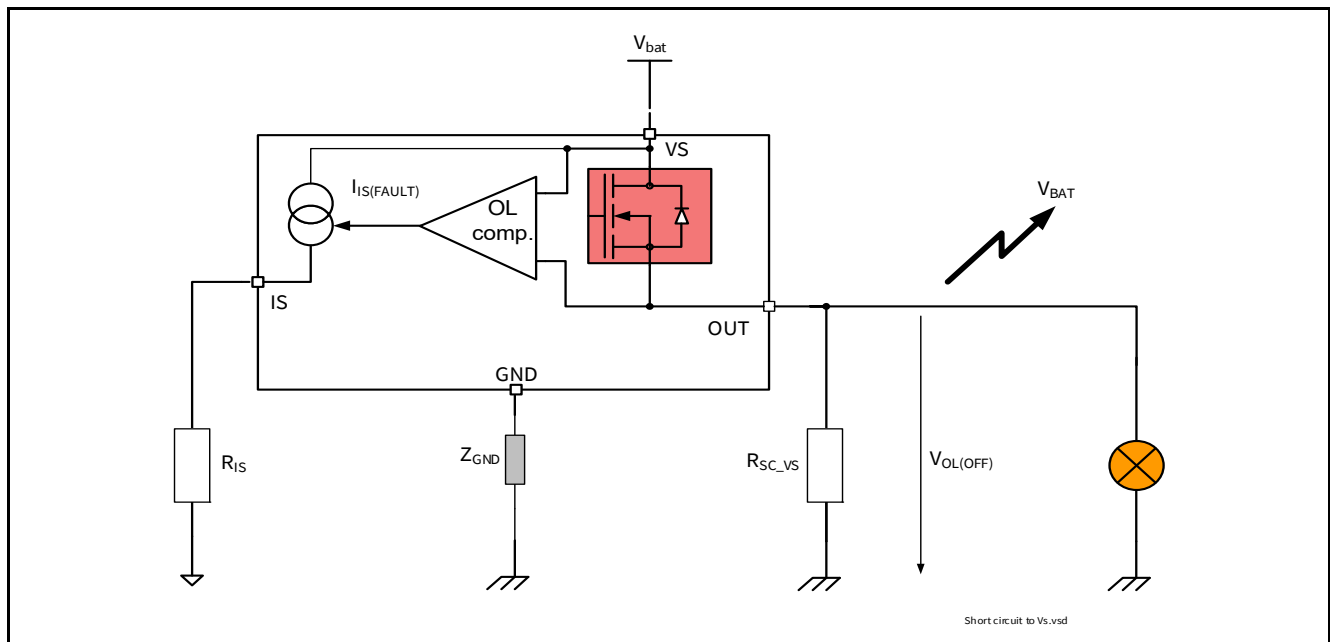 Vbat
VS
IIS(FAULT)
OL
comp.
VBAT
IS
OUT
GND
RIS
ZGND
RSC_VS
VOL(OFF)
Short circuit to Vs.vsd